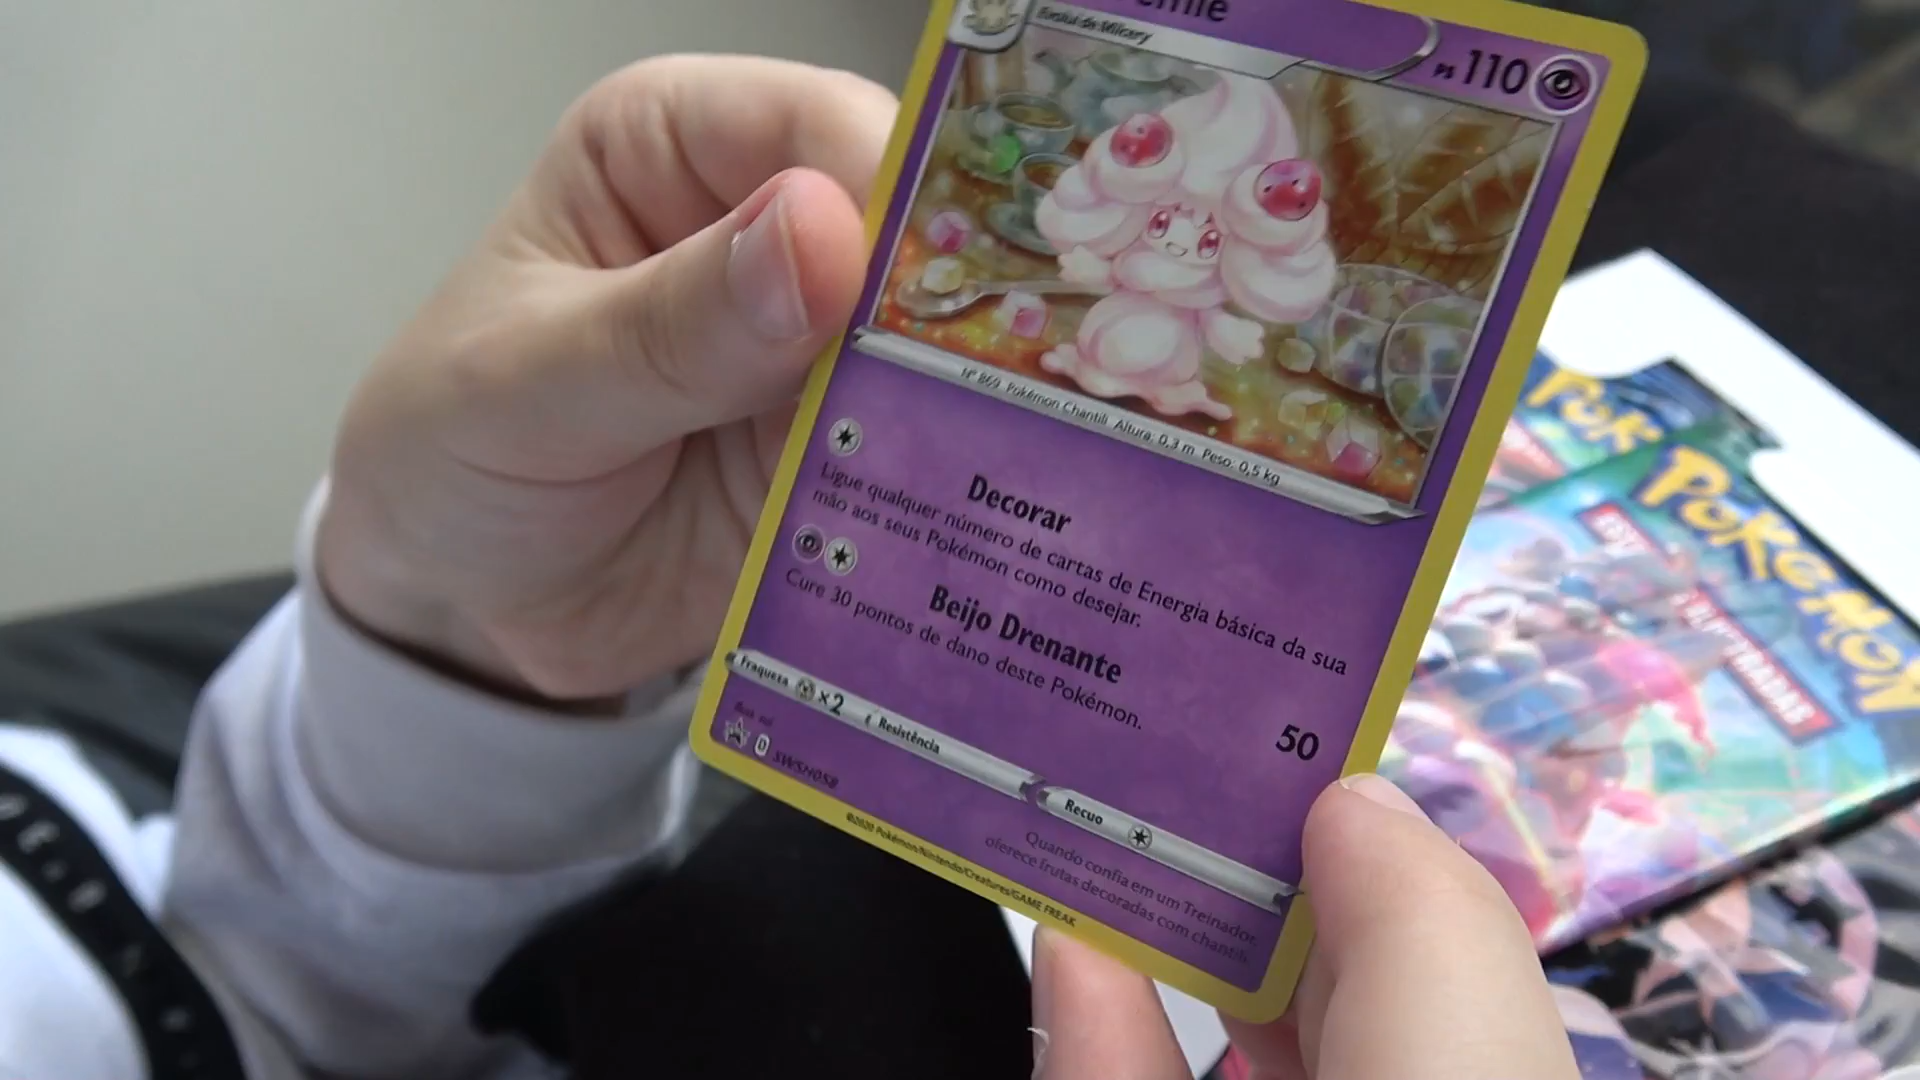 Evolui de Milcery
PS 110
Nº 869 Pokémon Chantili Altura: 0,3 m Peso: 0,5 kg
Decorar
Ligue qualquer número de cartas de Energia básica da sua
mão aos seus Pokémon como desejar.
Beijo Drenante
50
Cure 30 pontos de dano deste Pokémon.
Fraqueza ×2 Resistência
Recuo
SWSH058
Quando confia em um Treinador,
oferece frutas decoradas com chantili.
©2020 Pokémon/Nintendo/Creatures/GAME FREAK
POK
POKÉMON